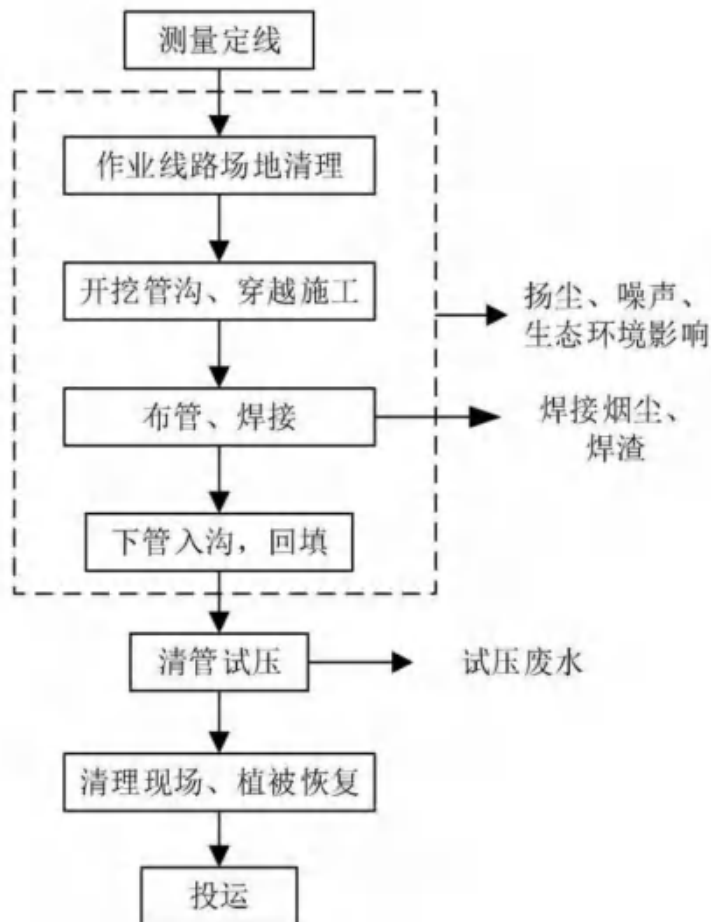 测量定线
作业线路场地清理
开挖管沟、穿越施工
扬尘、噪声、
生态环境影响
布管、焊接
焊接烟尘、
焊渣
下管入沟，回填
清管试压
试压废水
清理现场、植被恢复
投运